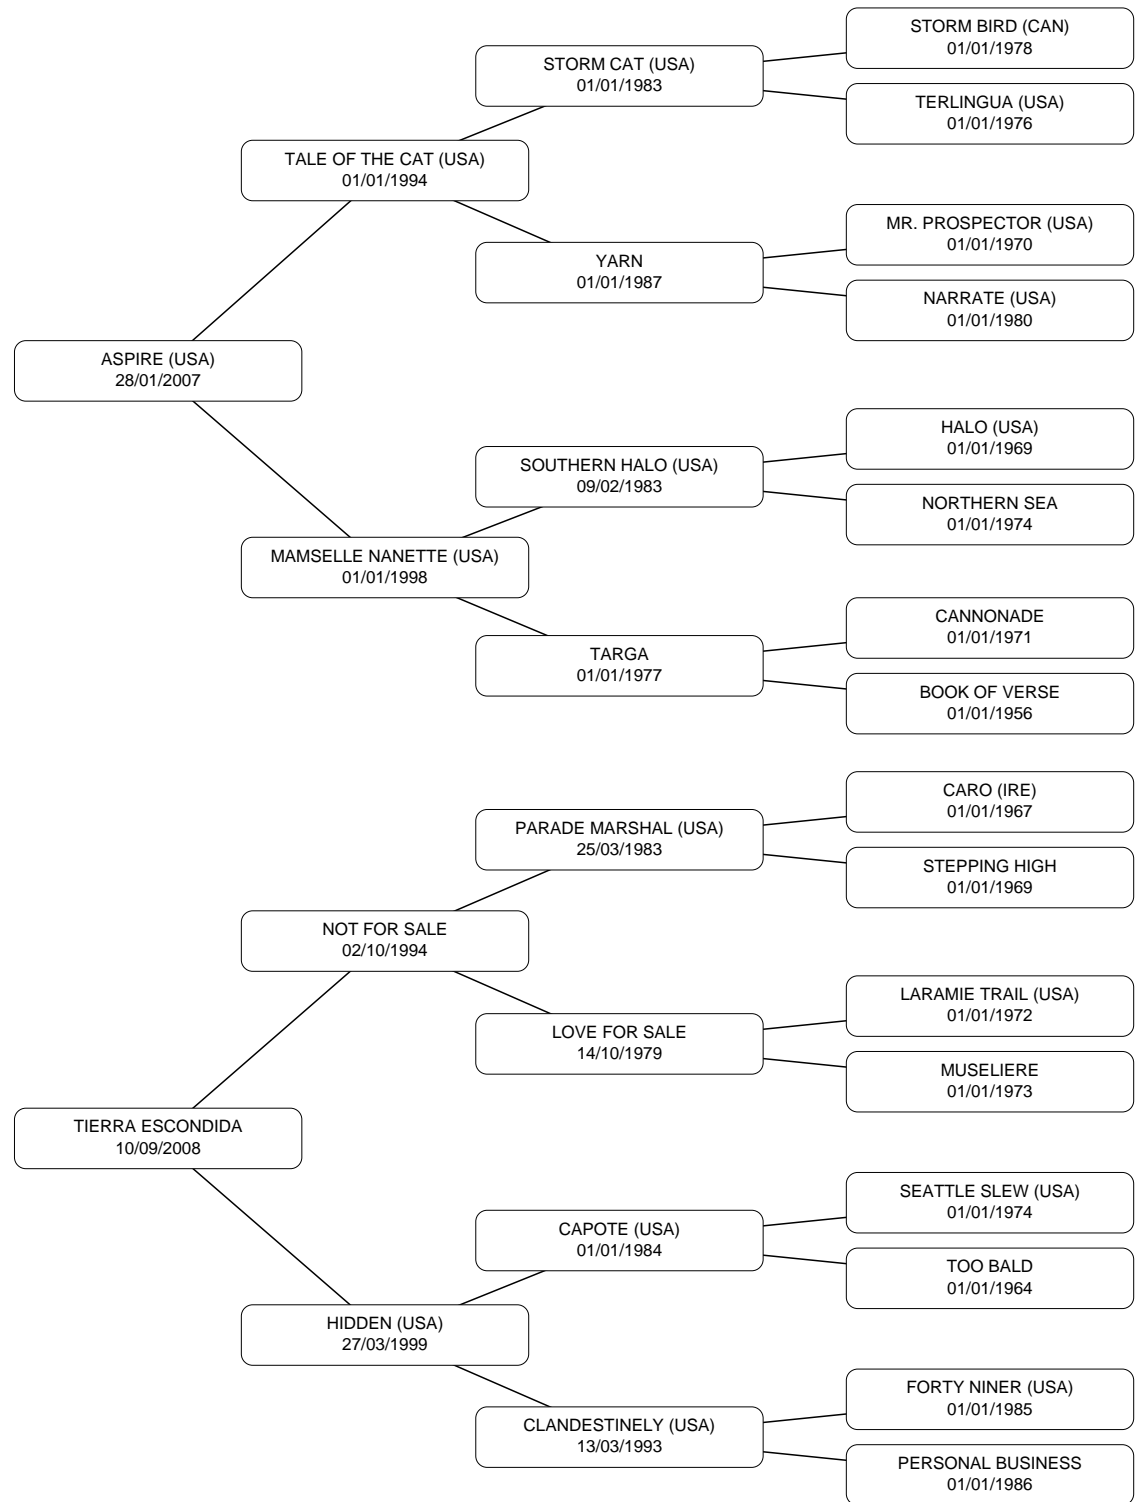 STORM BIRD (CAN)
01/01/1978
STORM CAT (USA)
01/01/1983
TERLINGUA (USA)
01/01/1976
TALE OF THE CAT (USA)
01/01/1994
MR. PROSPECTOR (USA)
01/01/1970
YARN
01/01/1987
NARRATE (USA)
01/01/1980
ASPIRE (USA)
28/01/2007
HALO (USA)
01/01/1969
SOUTHERN HALO (USA)
09/02/1983
NORTHERN SEA
01/01/1974
MAMSELLE NANETTE (USA)
01/01/1998
CANNONADE
01/01/1971
TARGA
01/01/1977
BOOK OF VERSE
01/01/1956
CARO (IRE)
01/01/1967
PARADE MARSHAL (USA)
25/03/1983
STEPPING HIGH
01/01/1969
NOT FOR SALE
02/10/1994
LARAMIE TRAIL (USA)
01/01/1972
LOVE FOR SALE
14/10/1979
MUSELIERE
01/01/1973
TIERRA ESCONDIDA
10/09/2008
SEATTLE SLEW (USA)
01/01/1974
CAPOTE (USA)
01/01/1984
TOO BALD
01/01/1964
HIDDEN (USA)
27/03/1999
FORTY NINER (USA)
01/01/1985
CLANDESTINELY (USA)
13/03/1993
PERSONAL BUSINESS
01/01/1986